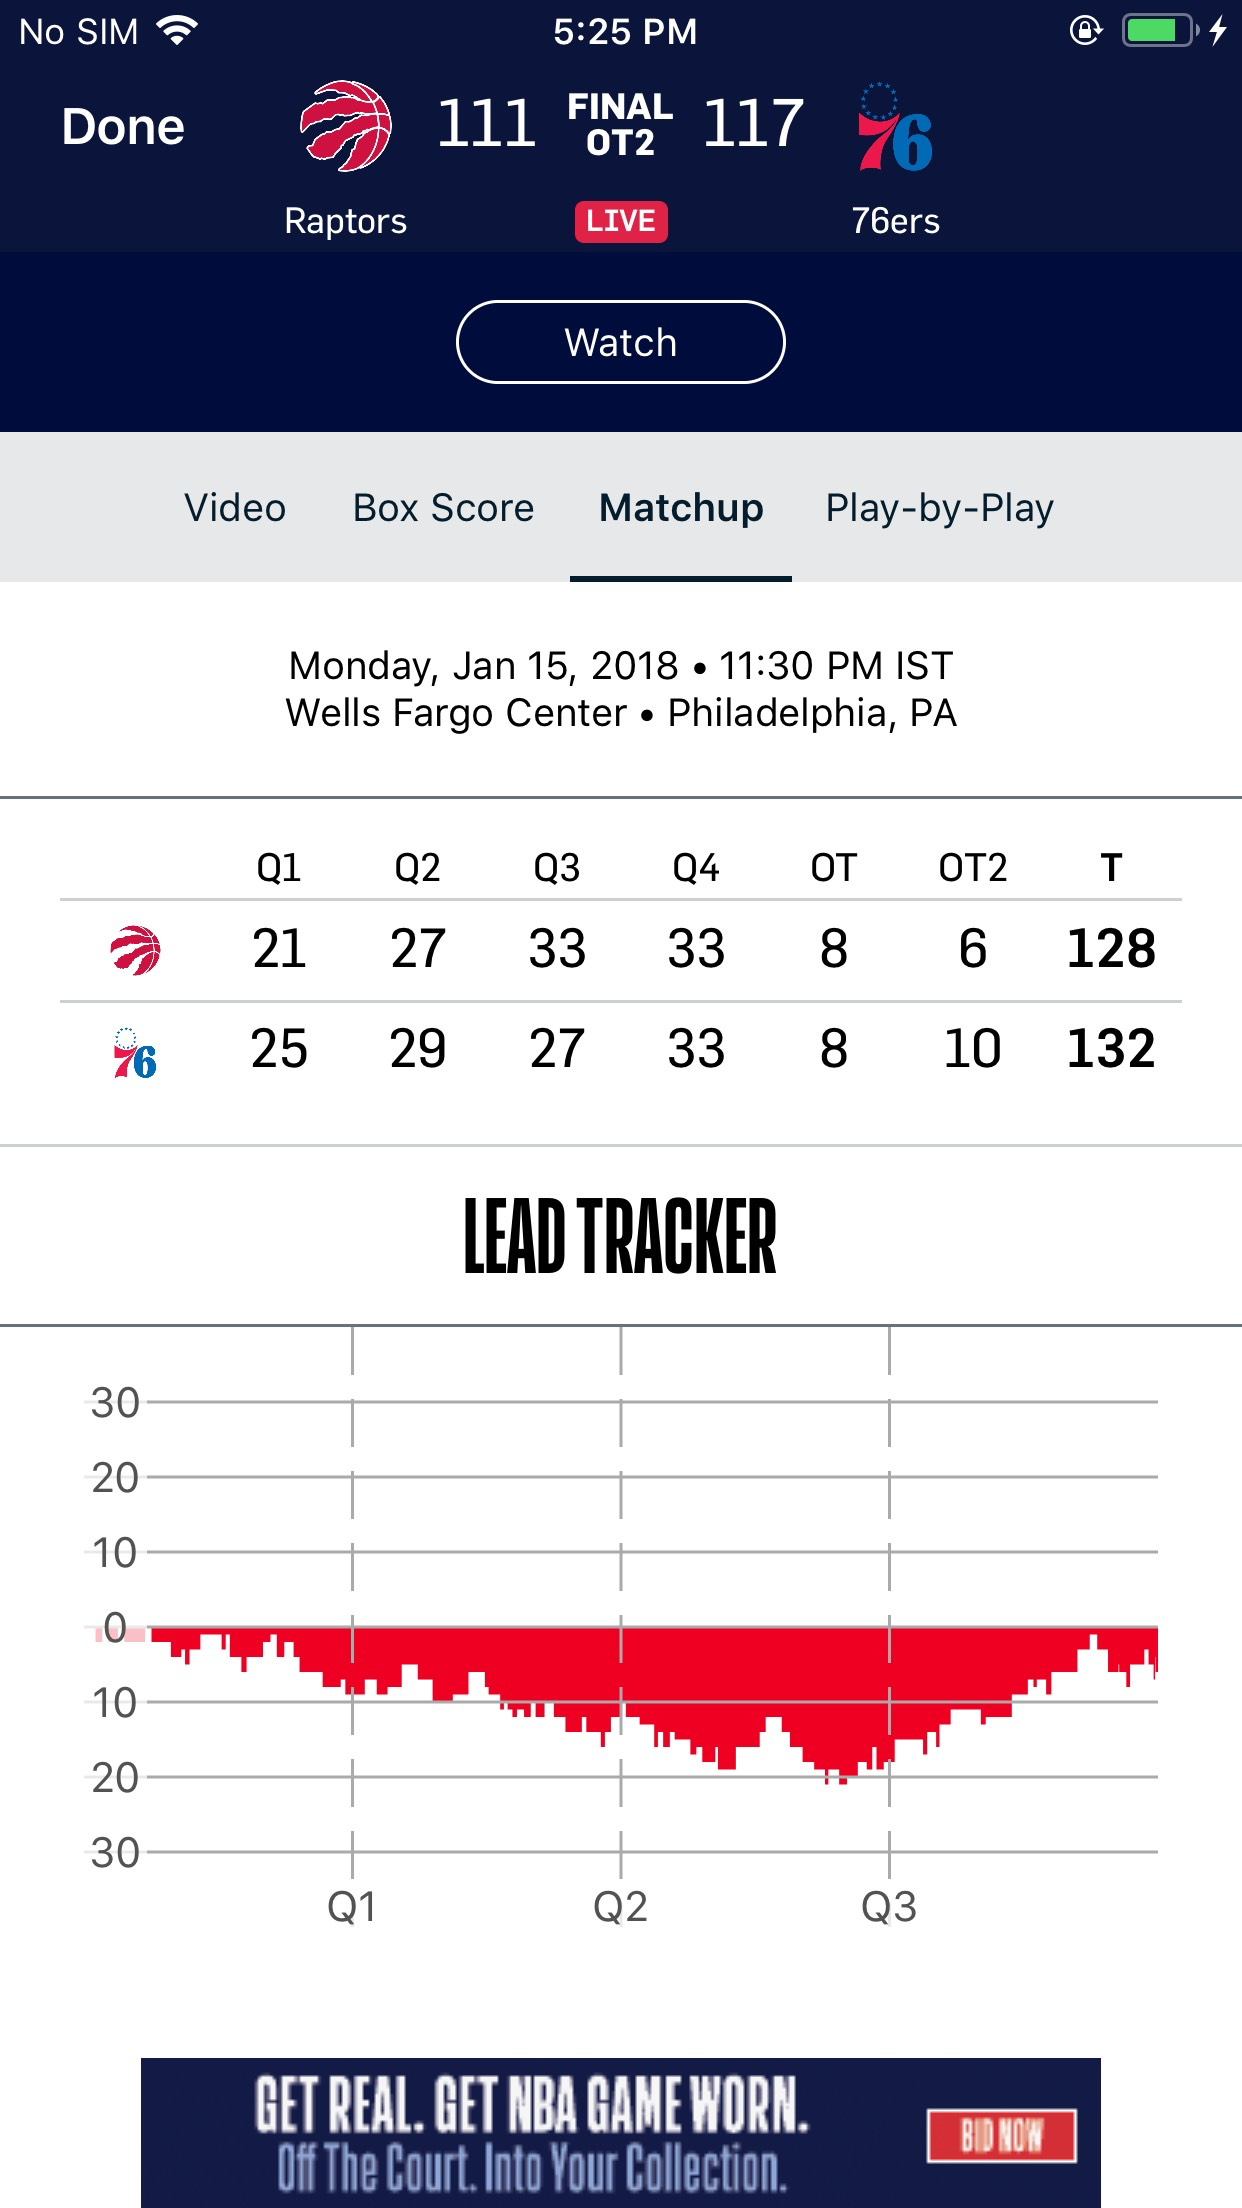 No SIM 5:25 PM
Done 111 FINAL OT2 117 76
Raptors LIVE 76ers
Watch
Video Box Score Matchup Play-by-Play
Monday, Jan 15, 2018 • 11:30 PM IST
Wells Fargo Center • Philadelphia, PA
Q1 Q2 Q3 Q4 OT OT2 T
21 27 33 33 8 6 128
76 25 29 27 33 8 10 132
LEAD TRACKER
30
20
10
0
10
20
30
Q1 Q2 Q3
GET REAL. GET NBA GAME WORN.
Off The Court. Into Your Collection.
BID NOW